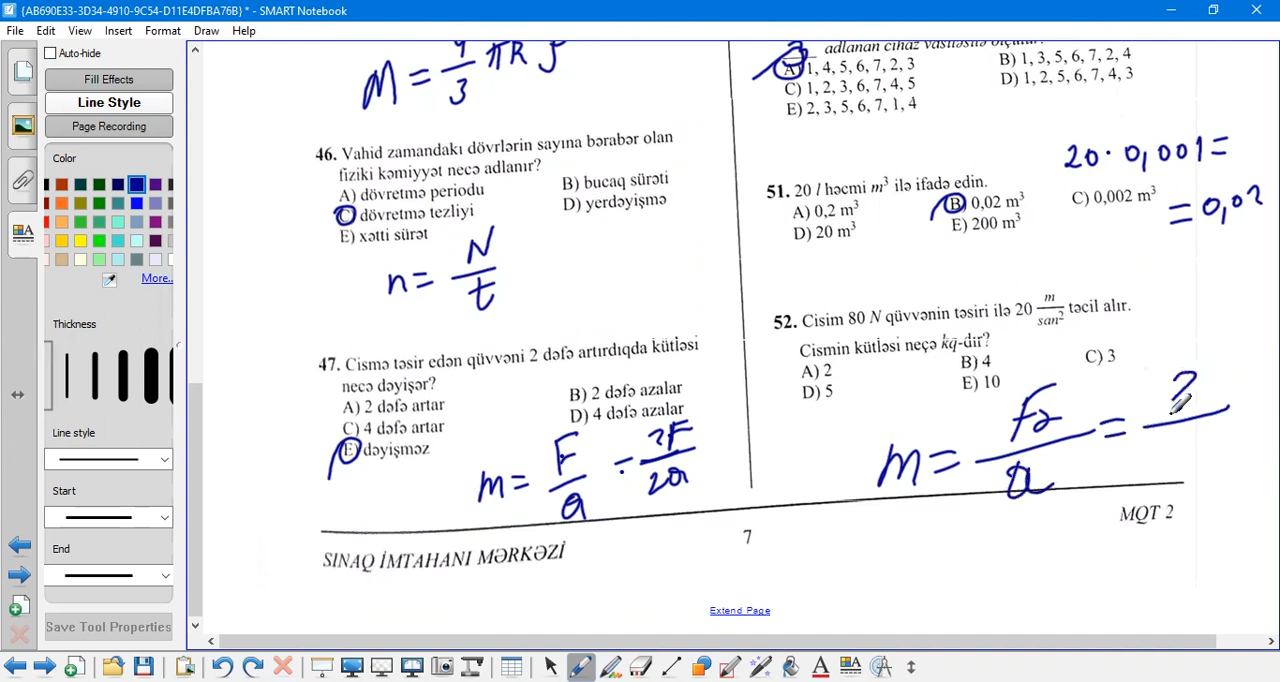 {AB690E33-3D34-4910-9C54-D11E4DFBA76B} * - SMART Notebook
File Edit View Insert Format Draw Help
Auto-hide
Fill Effects
Line Style
Page Recording
Color
More..
Thickness
Line style
Start
End
Save Tool Properties
M = 4/3 πR
46. Vahid zamandakı dövrlərin sayına bərabər olan
fiziki kəmiyyət necə adlanır?
A) dövretmə periodu B) bucaq sürəti
C) dövretmə tezliyi D) yerdəyişmə
E) xətti sürət
n = N/t
47. Cismə təsir edən qüvvəni 2 dəfə artırdıqda kütləsi
necə dəyişər?
A) 2 dəfə artar B) 2 dəfə azalar
C) 4 dəfə artar D) 4 dəfə azalar
E) dəyişməz
m = F/a = 2F/2a
SINAQ İMTAHANI MƏRKƏZİ
adlanan cihaz vasitəsilə ölçülür
A) 1, 4, 5, 6, 7, 2, 3 B) 1, 3, 5, 6, 7, 2, 4
C) 1, 2, 3, 6, 7, 4, 5 D) 1, 2, 5, 6, 7, 4, 3
E) 2, 3, 5, 6, 7, 1, 4
20 · 0,001 =
= 0,02
51. 20 l həcmi m³ ilə ifadə edin.
A) 0,2 m³ B) 0,02 m³ C) 0,002 m³
D) 20 m³ E) 200 m³
52. Cisim 80 N qüvvənin təsiri ilə 20 m/san² təcil alır.
Cismin kütləsi neçə kq-dir?
A) 2 B) 4 C) 3
D) 5 E) 10
m = /a =
7
MQT 2
Extend Page